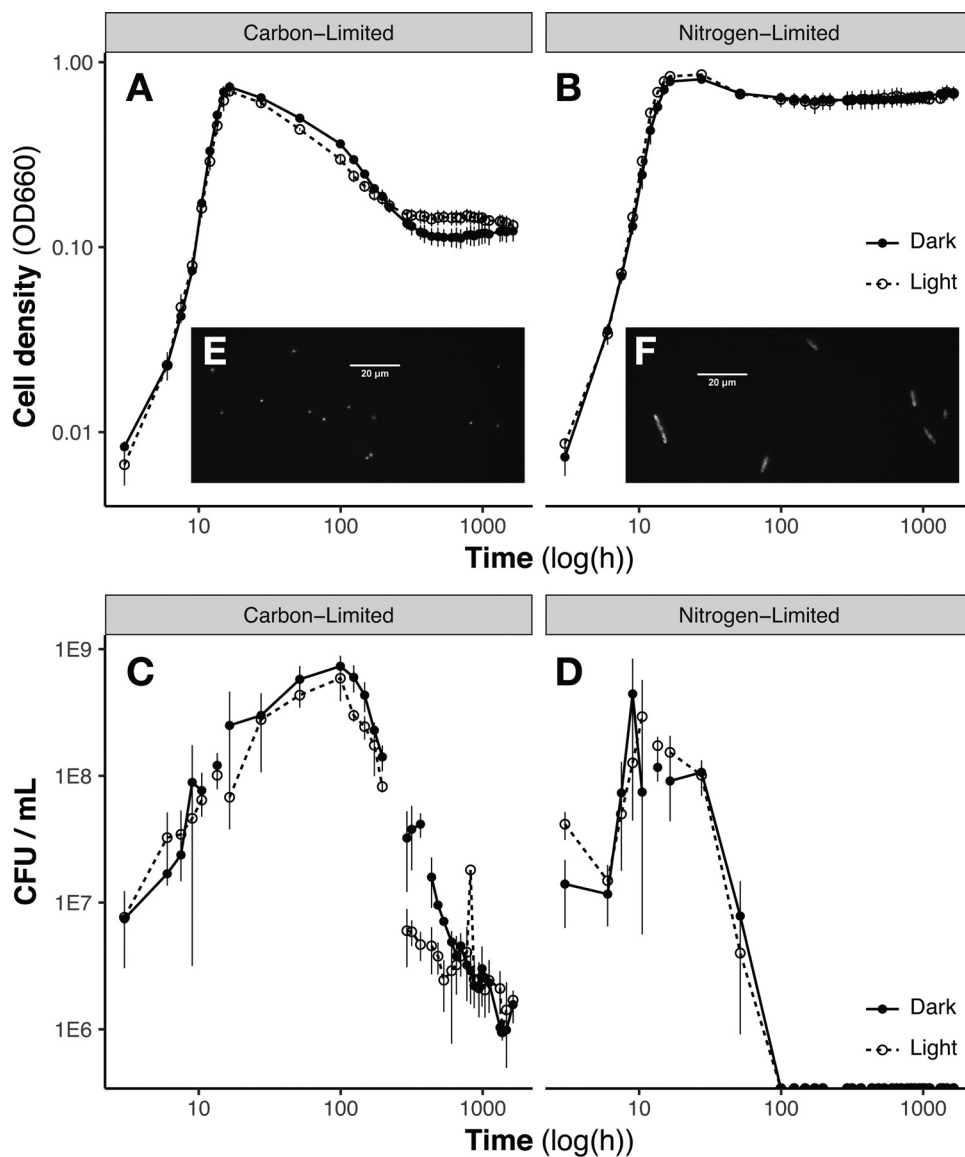 Carbon−Limited
Nitrogen−Limited
Cell density (OD660)
1.00
0.10
0.01
A
B
Dark
Light
E
20 µm
F
20 µm
10
100
1000
10
100
1000
Time (log(h))
Carbon−Limited
Nitrogen−Limited
CFU / mL
1E9
1E8
1E7
1E6
C
D
Dark
Light
10
100
1000
10
100
1000
Time (log(h))